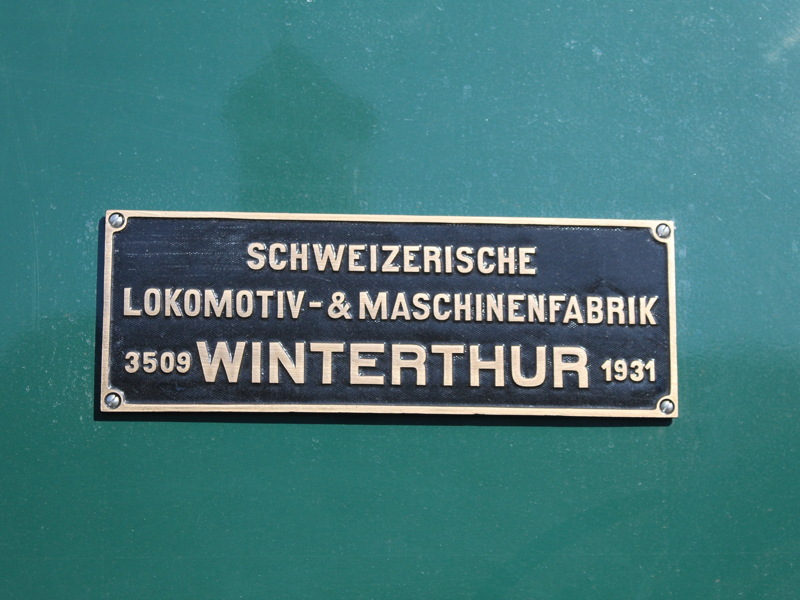 SCHWEIZERISCHE
LOKOMOTIV-& MASCHINENFABRIK
3509 WINTERTHUR 1931